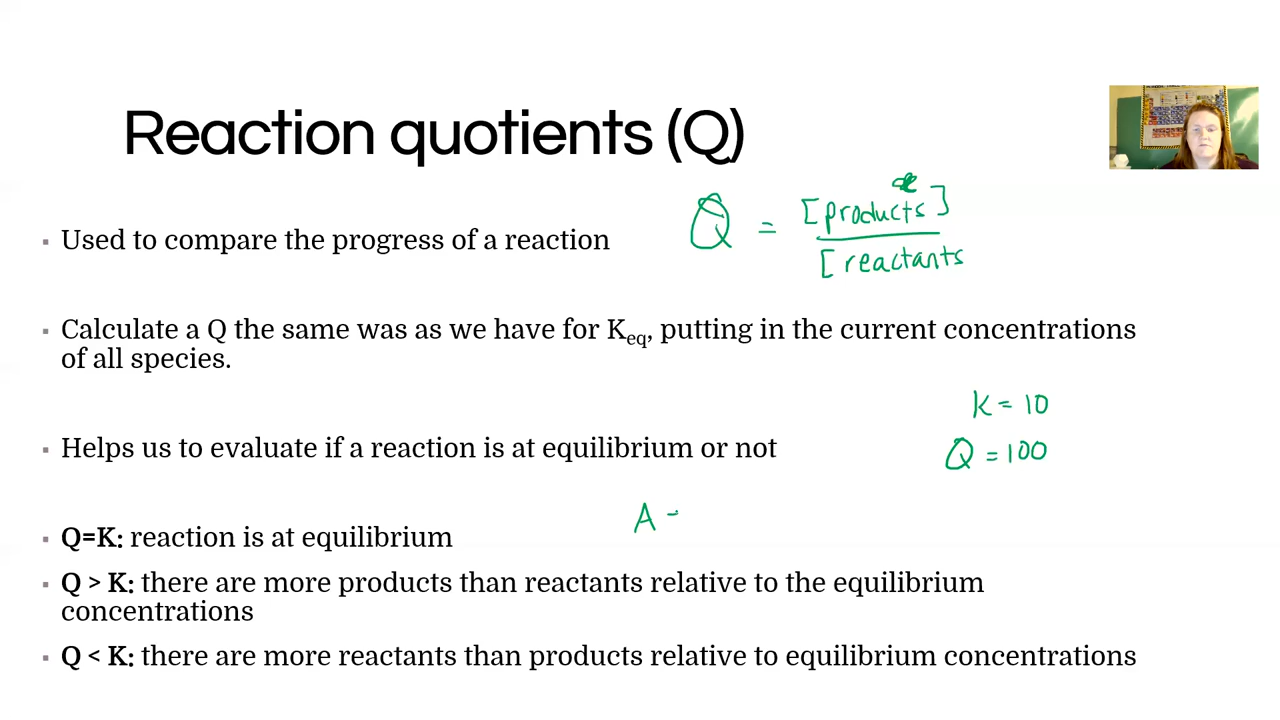 Reaction quotients (Q)
Q = [products]
[reactants
▪ Used to compare the progress of a reaction
▪ Calculate a Q the same was as we have for Keq, putting in the current concentrations
of all species.
K = 10
▪ Helps us to evaluate if a reaction is at equilibrium or not
Q = 100
A -
▪ Q=K: reaction is at equilibrium
▪ Q > K: there are more products than reactants relative to the equilibrium
concentrations
▪ Q < K: there are more reactants than products relative to equilibrium concentrations